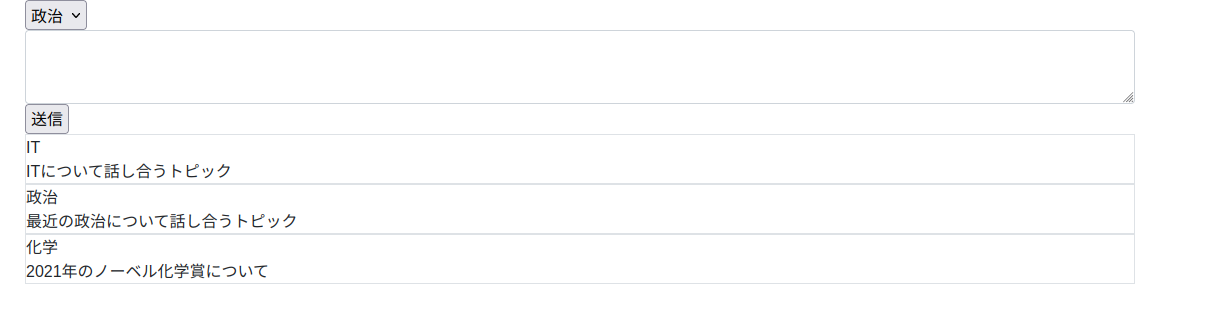 政治
送信
IT
ITについて話し合うトピック
政治
最近の政治について話し合うトピック
化学
2021年のノーベル化学賞について